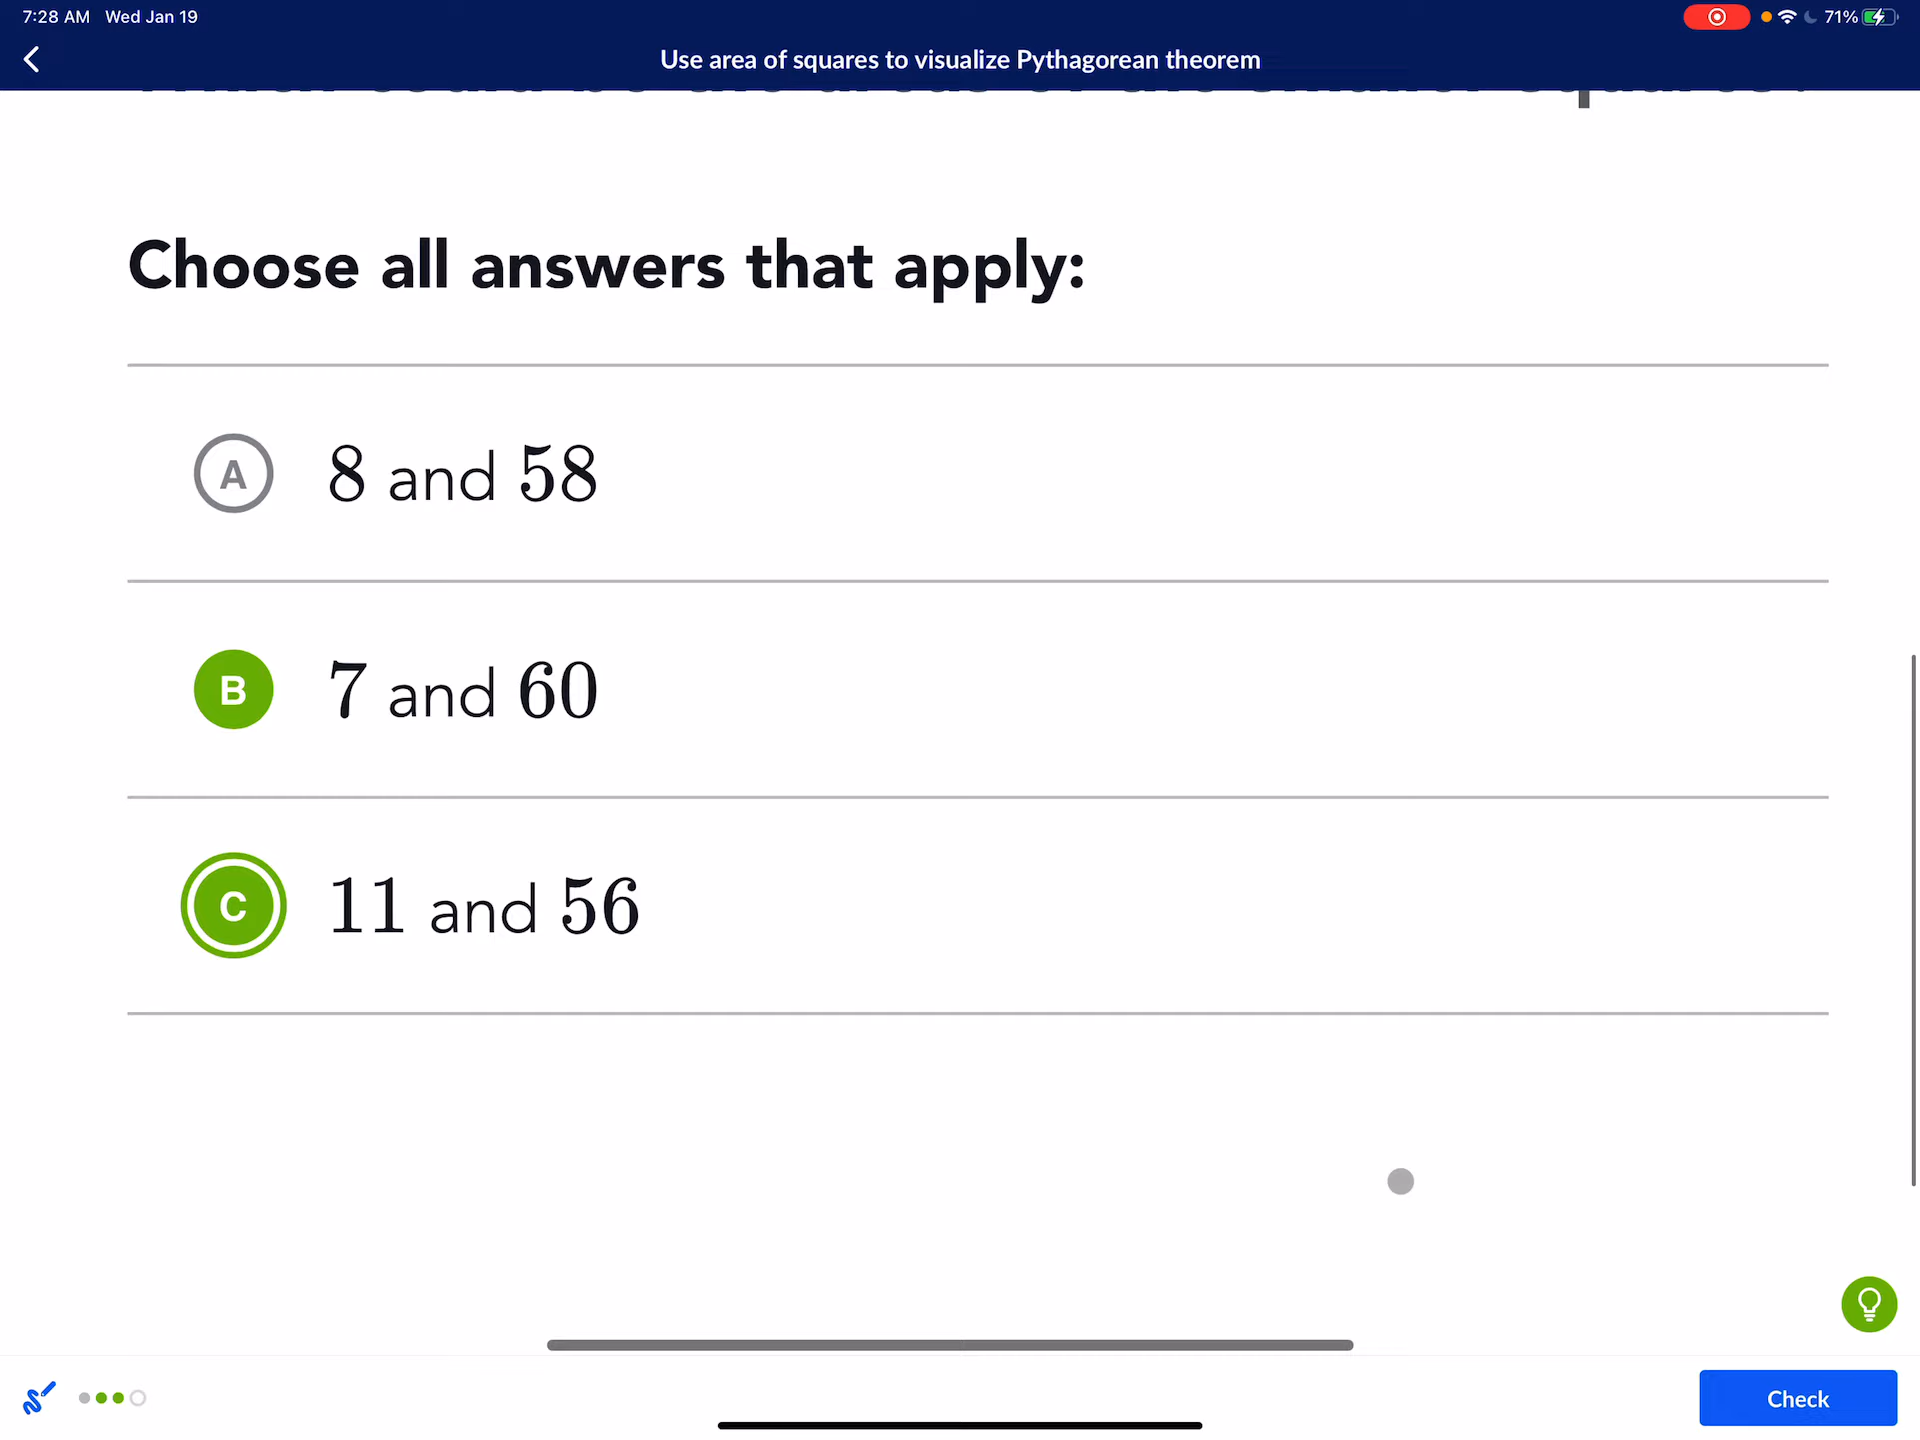 7:28 AM Wed Jan 19
71%
Use area of squares to visualize Pythagorean theorem
Choose all answers that apply:
A 8 and 58
B 7 and 60
C 11 and 56
Check